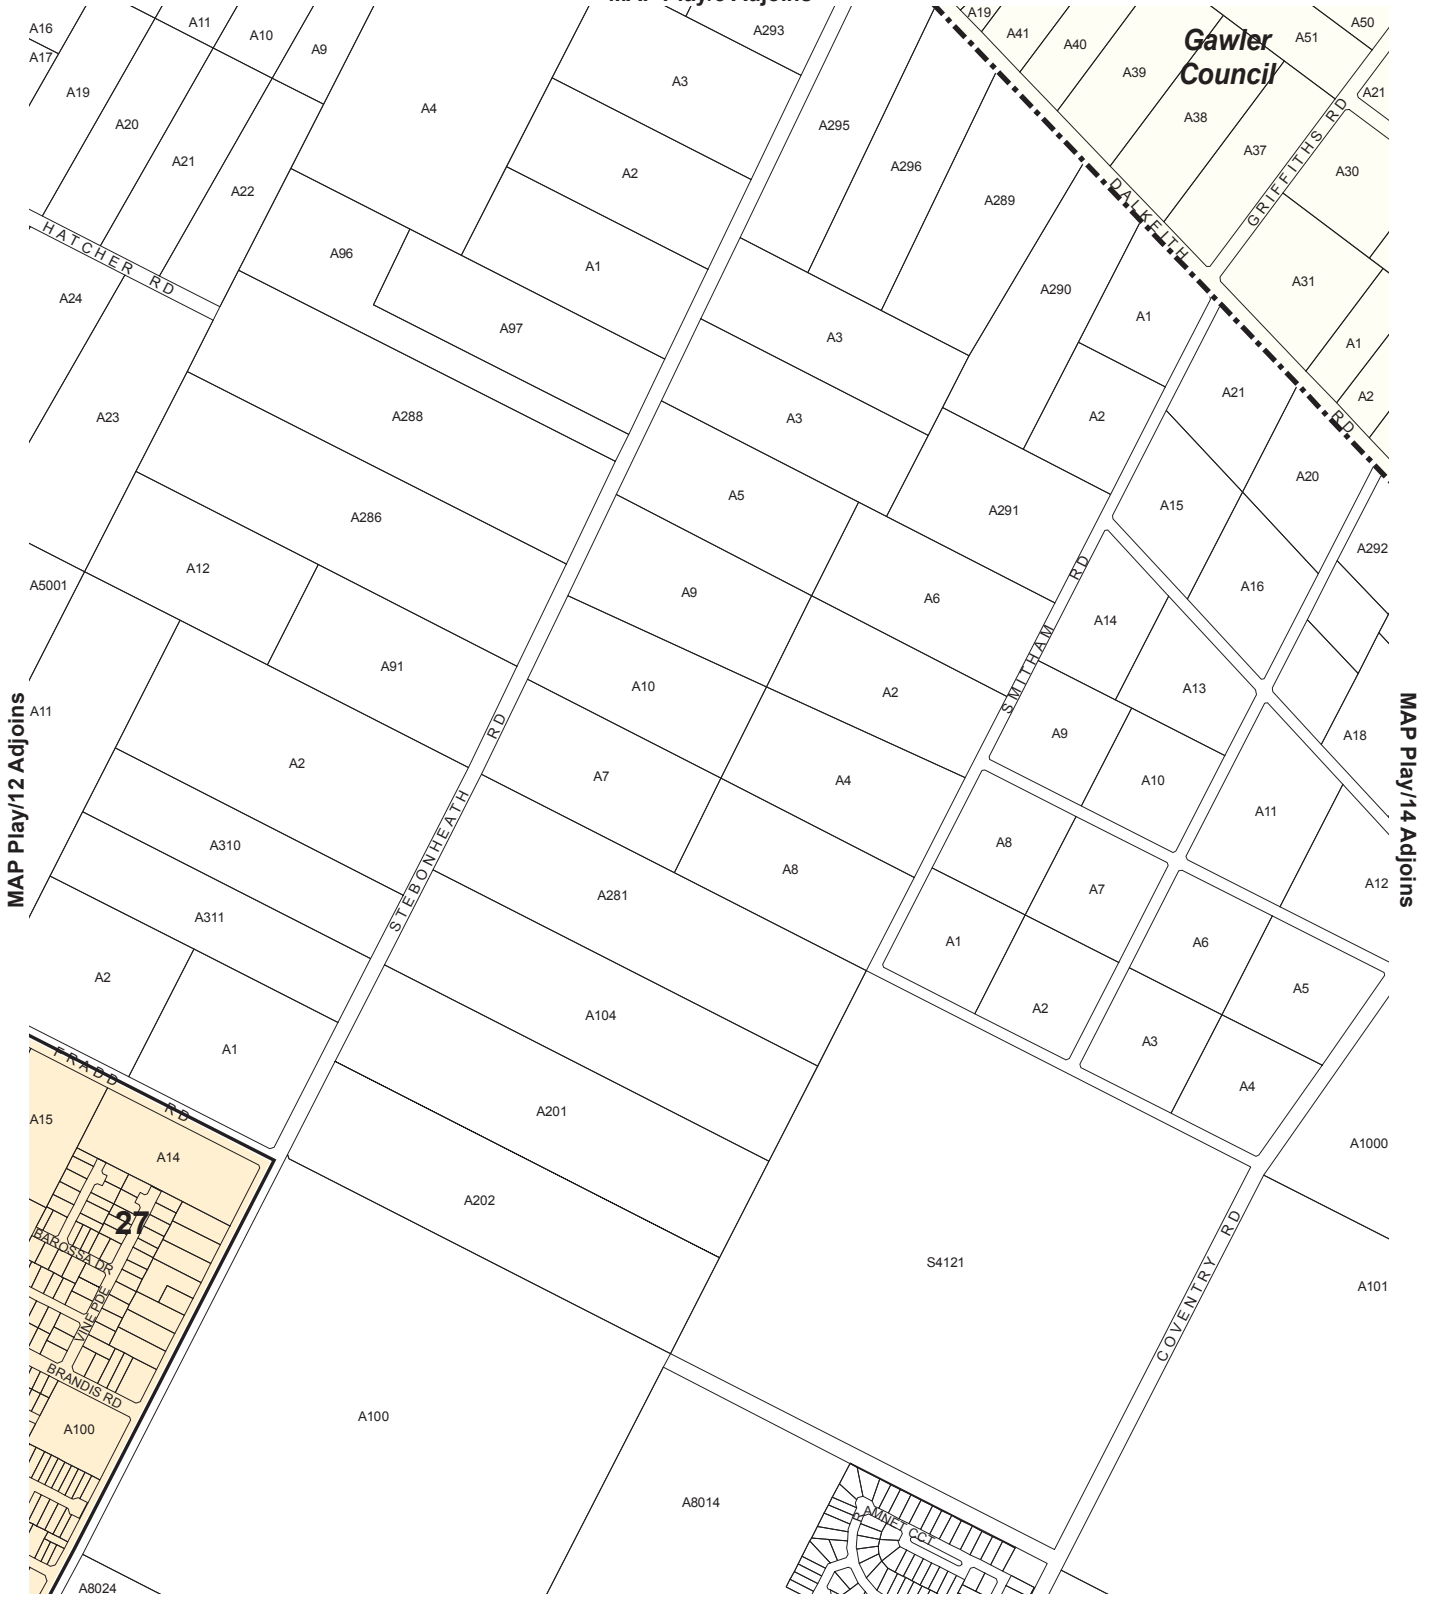 A16
A11
A10
A9
A293
A19
A41
A40
A51
A50
Gawler
Council
A17
A19
A4
A3
A39
A21
A20
A295
A38
A21
A2
A296
A37
A30
A22
A289
GRIFFITHS RD
DALKEITH
RD
HATCHER RD
A96
A1
A24
A290
A31
A97
A1
A3
A1
A23
A288
A3
A2
A21
A2
A286
A5
A291
A15
A20
A292
A12
A5001
A9
A6
A14
A16
SMITHAM RD
A91
A10
A2
A13
A11
A9
A18
MAP Play/12 Adjoins
MAP Play/14 Adjoins
STEBONHEATH RD
A2
A7
A4
A10
A11
A310
A8
A8
A7
A12
A311
A281
A1
A6
A2
A5
A104
A2
A1
A3
FRADD RD
A4
A15
A201
A14
A1000
A202
27
BAROSSA DR
VINE PDE
COVENTRY RD
S4121
A101
BRANDIS RD
A100
A100
A8014
AMNET CCT
A8024